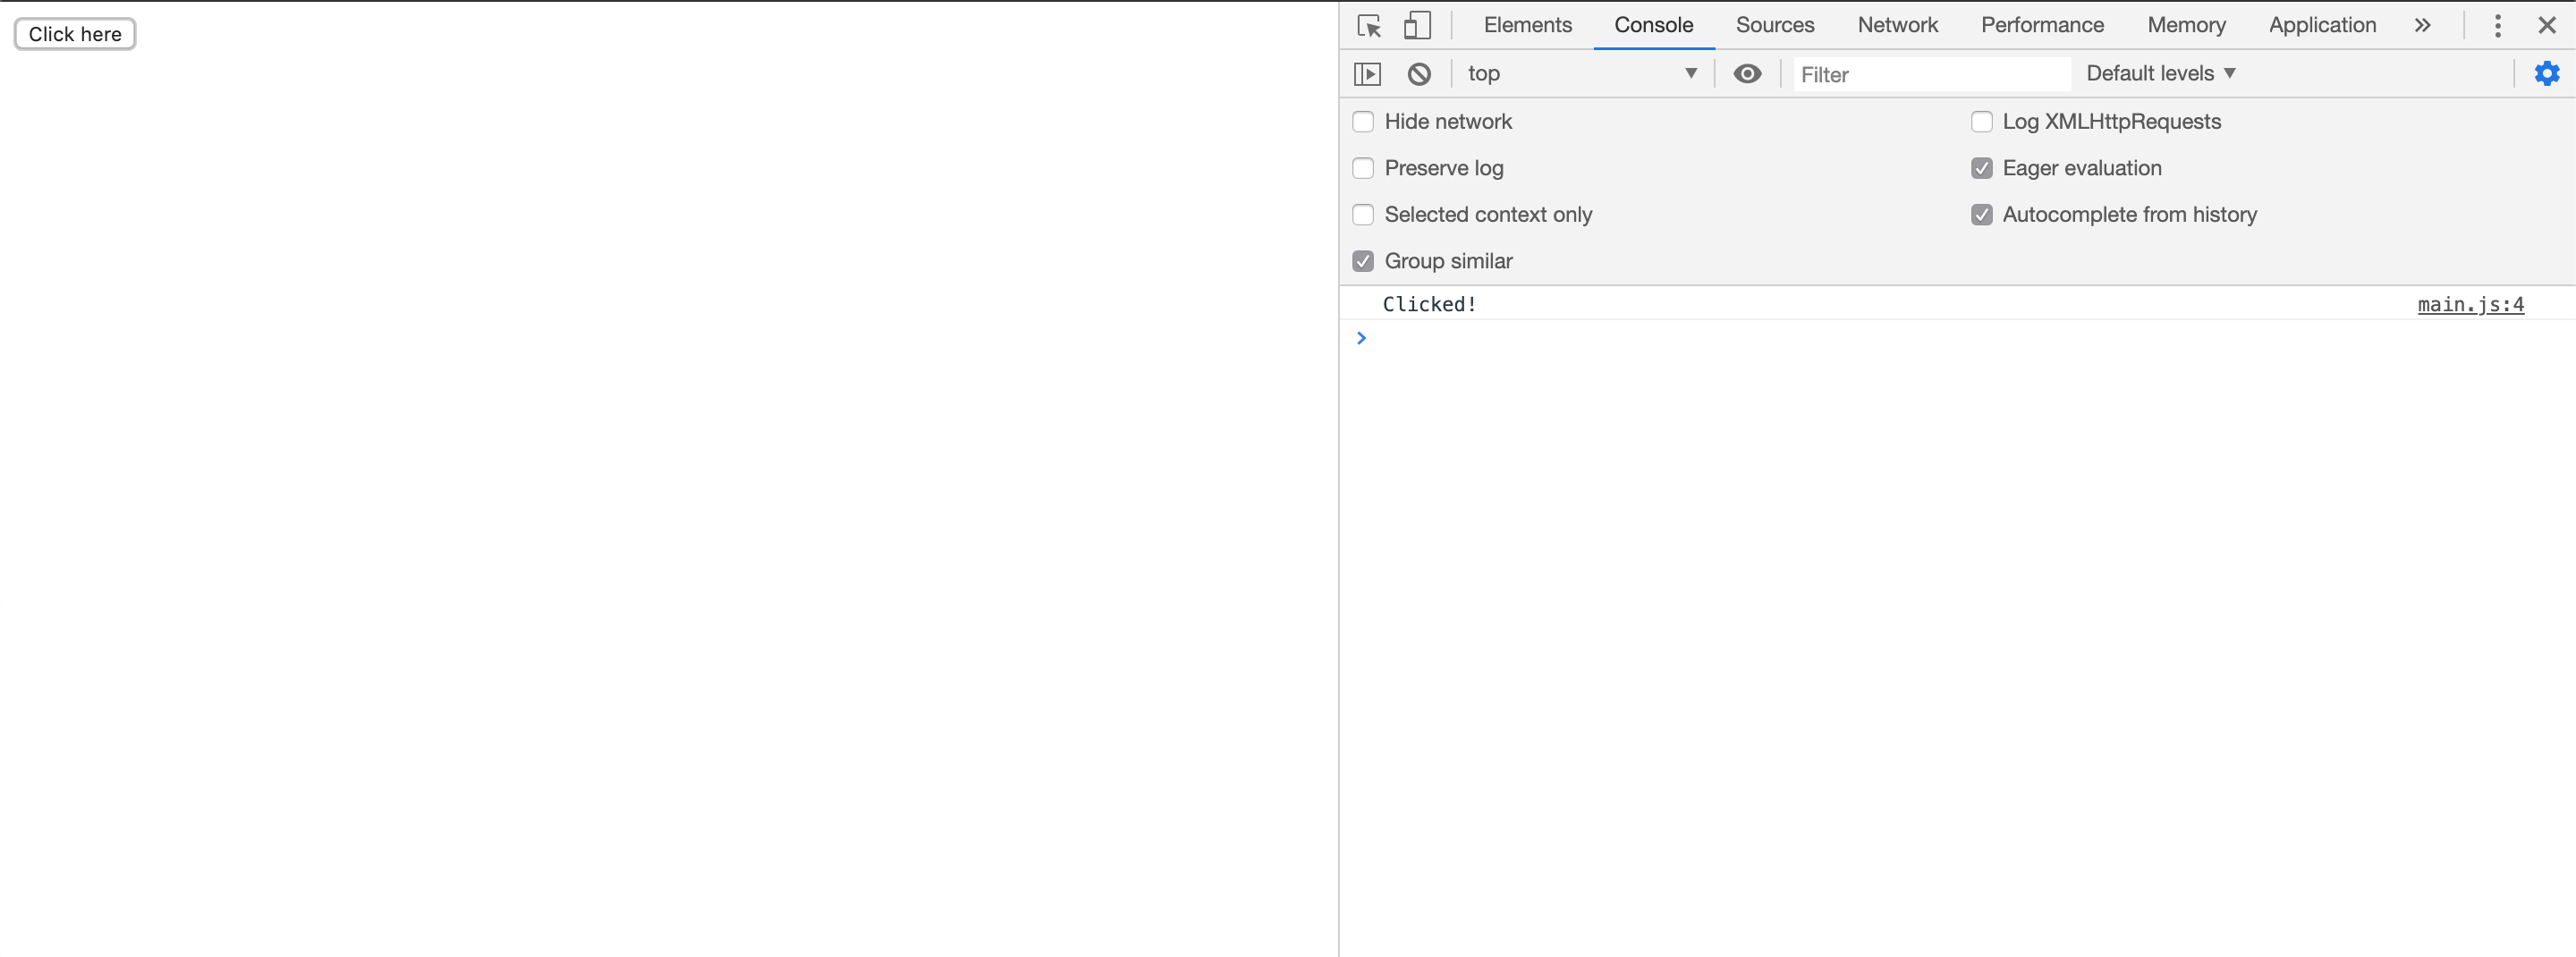 Click here
Elements Console Sources Network Performance Memory Application
top Filter Default levels
Hide network Log XMLHttpRequests
Preserve log Eager evaluation
Selected context only Autocomplete from history
Group similar
Clicked! main.js:4